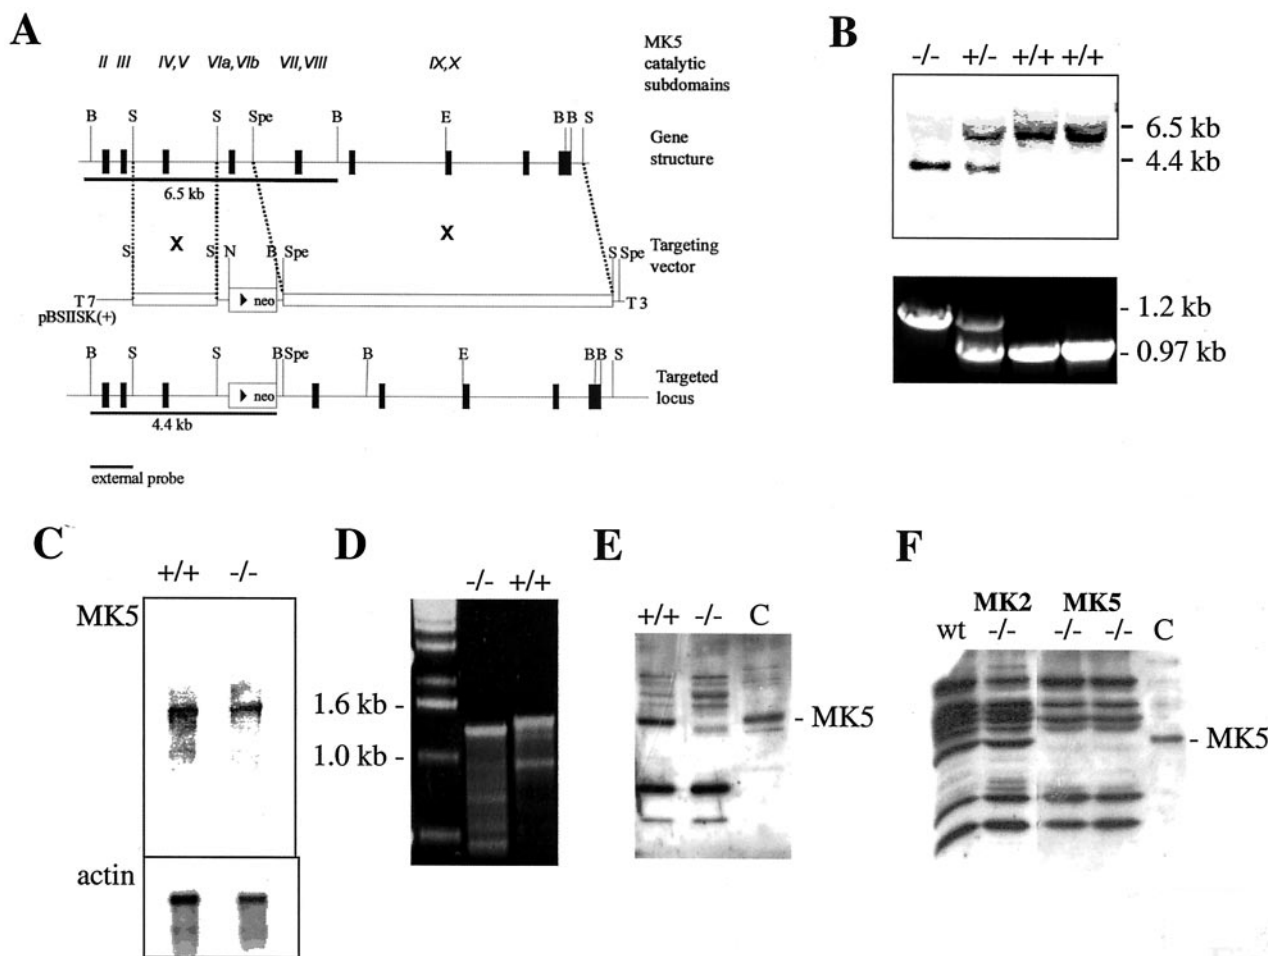 A
II III IV,V VIa,VIb VII,VIII IX,X
MK5
catalytic
subdomains
B S S Spe B E B B S
Gene
structure
6.5 kb
X X
S S N B Spe S Spe
Targeting
vector
T7 neo T3
pBSIISK(+)
B S S B Spe B E B B S
neo
Targeted
locus
4.4 kb
external probe
B
-/- +/- +/+ +/+
- 6.5 kb
- 4.4 kb
- 1.2 kb
- 0.97 kb
C
+/+ -/-
MK5
actin
D
-/- +/+
1.6 kb -
1.0 kb -
E
+/+ -/- C
- MK5
F
MK2 MK5
wt -/- -/- -/- C
- MK5